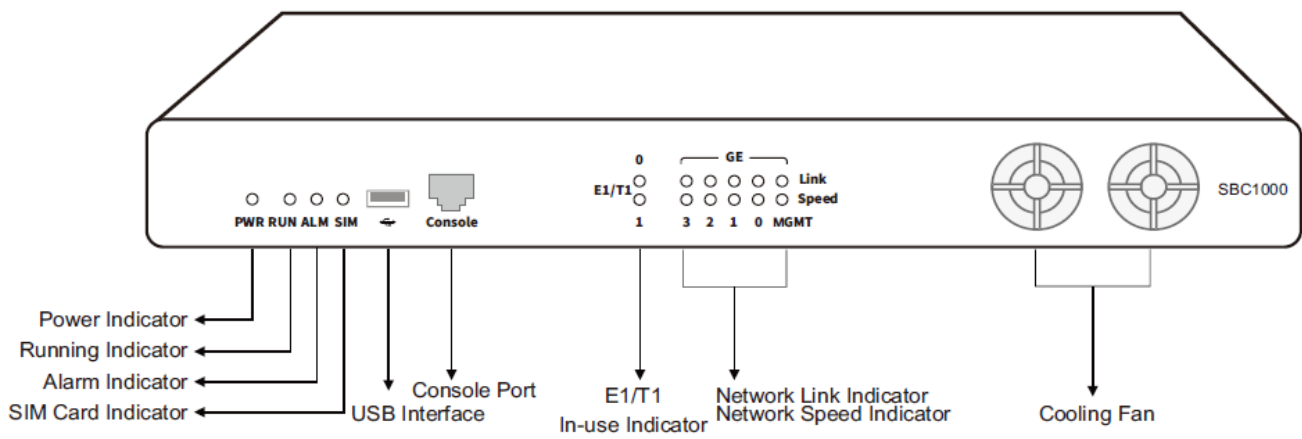 0
GE
E1/T1
Link
Speed
SBC1000
PWR RUN ALM SIM
Console
1
3 2 1 0 MGMT
Power Indicator
Running Indicator
Alarm Indicator
SIM Card Indicator
USB Interface
Console Port
E1/T1
In-use Indicator
Network Link Indicator
Network Speed Indicator
Cooling Fan